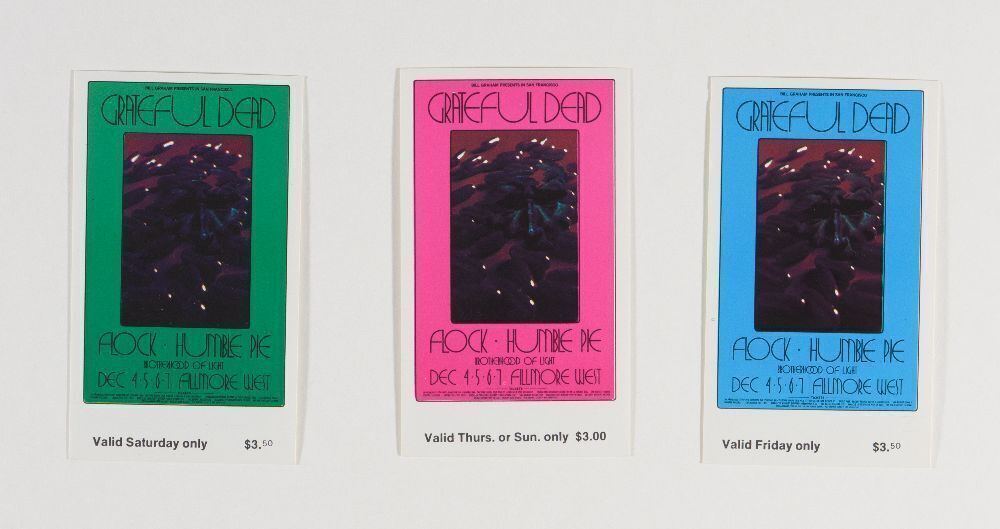 BILL GRAHAM PRESENTS IN SAN FRANCISCO
GRATEFUL DEAD
FLOCK · HUMBLE PIE
BROTHERHOOD OF LIGHT
DEC 4·5·6·7 FILLMORE WEST
TICKETS
Valid Saturday only $3.50
BILL GRAHAM PRESENTS IN SAN FRANCISCO
GRATEFUL DEAD
FLOCK · HUMBLE PIE
BROTHERHOOD OF LIGHT
DEC 4·5·6·7 FILLMORE WEST
TICKETS
Valid Thurs. or Sun. only $3.00
BILL GRAHAM PRESENTS IN SAN FRANCISCO
GRATEFUL DEAD
FLOCK · HUMBLE PIE
BROTHERHOOD OF LIGHT
DEC 4·5·6·7 FILLMORE WEST
TICKETS
Valid Friday only $3.50